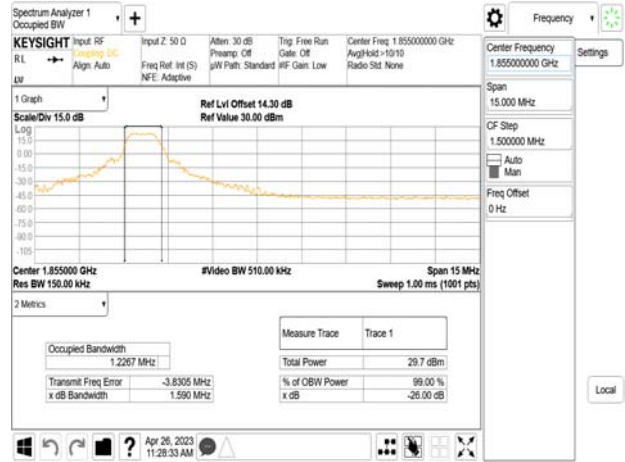 Spectrum Analyzer 1
Occupied BW
+
Frequency
KEYSIGHT
RL
Input: RF
Coupling: DC
Align: Auto
Input Z: 50 Ω
Freq Ref: Int (S)
NFE: Adaptive
Atten: 30 dB
Preamp: Off
µW Path: Standard
Trig: Free Run
Gate: Off
#IF Gain: Low
Center Freq: 1.855000000 GHz
Avg|Hold:>10/10
Radio Std: None
Center Frequency
1.855000000 GHz
Settings
Span
15.000 MHz
CF Step
1.500000 MHz
Auto
Man
Freq Offset
0 Hz
Local
1 Graph
Scale/Div 15.0 dB
Ref Lvl Offset 14.30 dB
Ref Value 30.00 dBm
Log
15.0
0.00
-15.0
-30.0
-45.0
-60.0
-75.0
-90.0
-105
Center 1.855000 GHz
Res BW 150.00 kHz
#Video BW 510.00 kHz
Span 15 MHz
Sweep 1.00 ms (1001 pts)
2 Metrics
Measure Trace
Trace 1
Occupied Bandwidth
1.2267 MHz
Total Power
29.7 dBm
Transmit Freq Error
-3.8305 MHz
% of OBW Power
99.00 %
x dB Bandwidth
1.590 MHz
x dB
-26.00 dB
?
Apr 26, 2023
11:28:33 AM